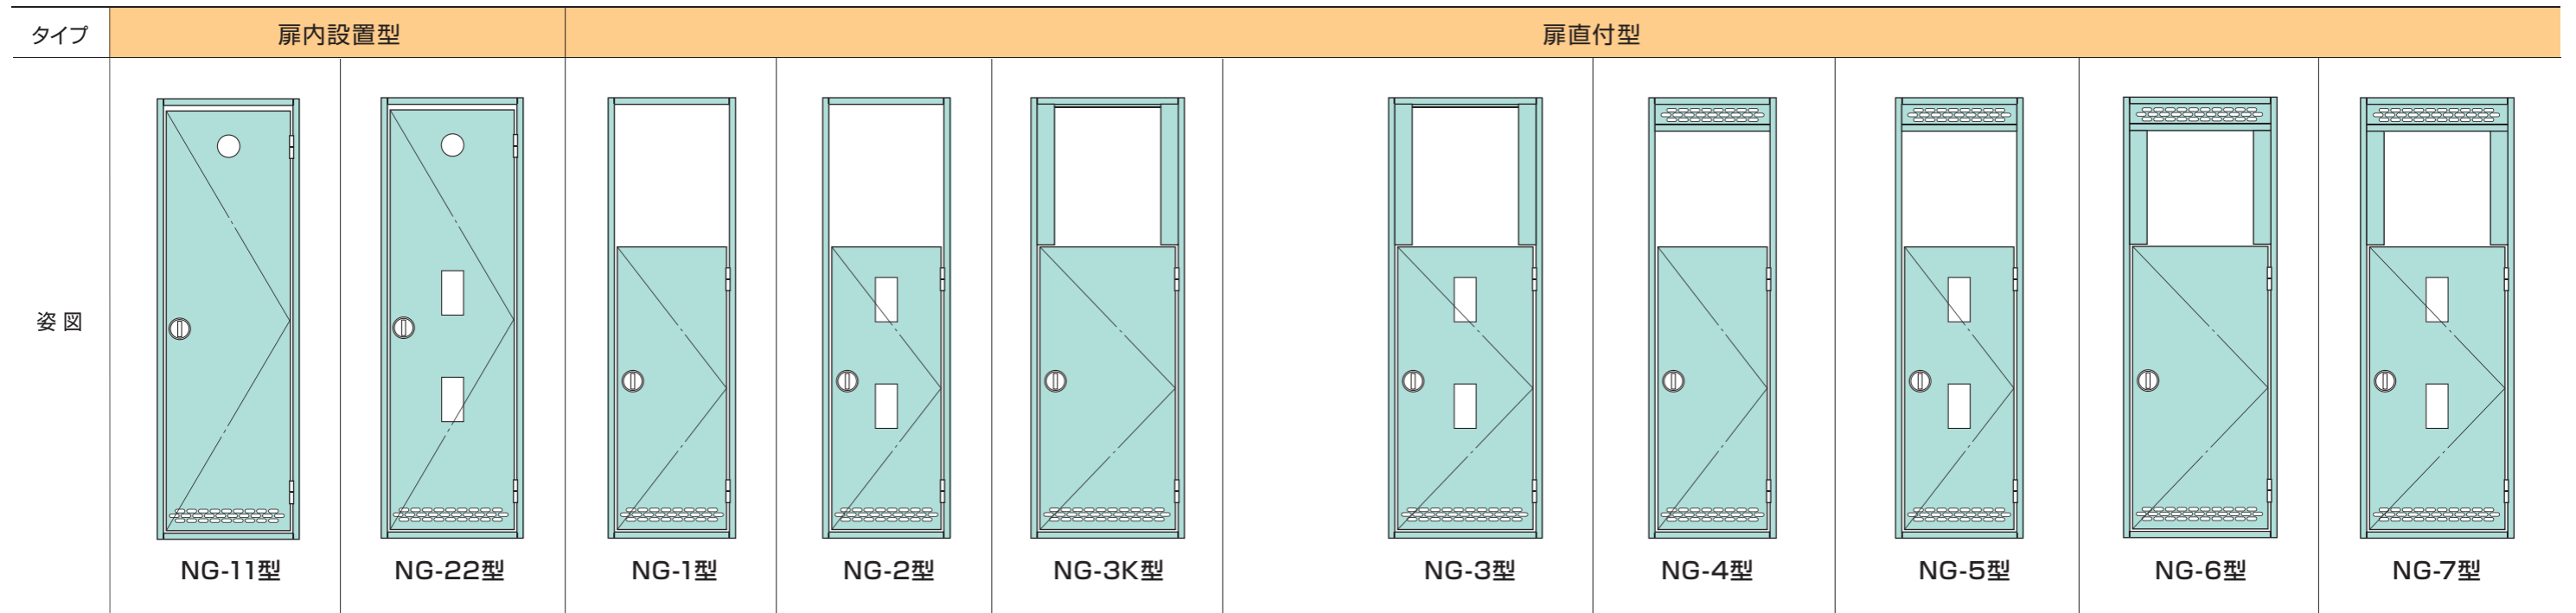 タイプ
扉内設置型
扉直付型
姿図
NG-11型
NG-22型
NG-1型
NG-2型
NG-3K型
NG-3型
NG-4型
NG-5型
NG-6型
NG-7型